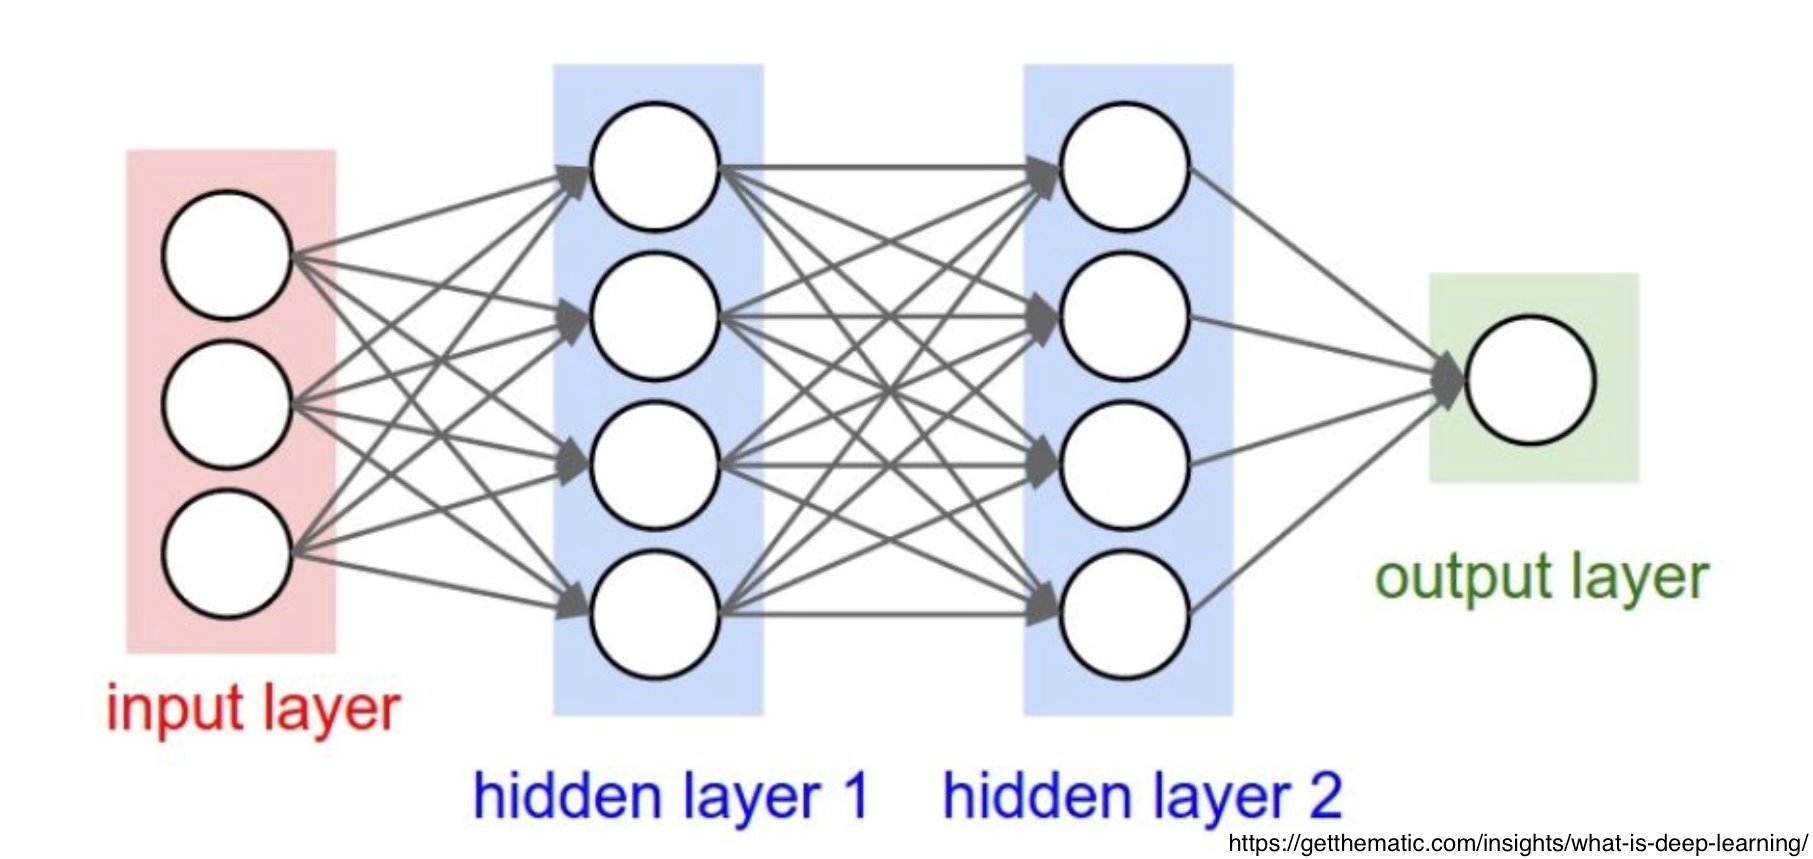 input layer
hidden layer 1
hidden layer 2
output layer
https://getthematic.com/insights/what-is-deep-learning/